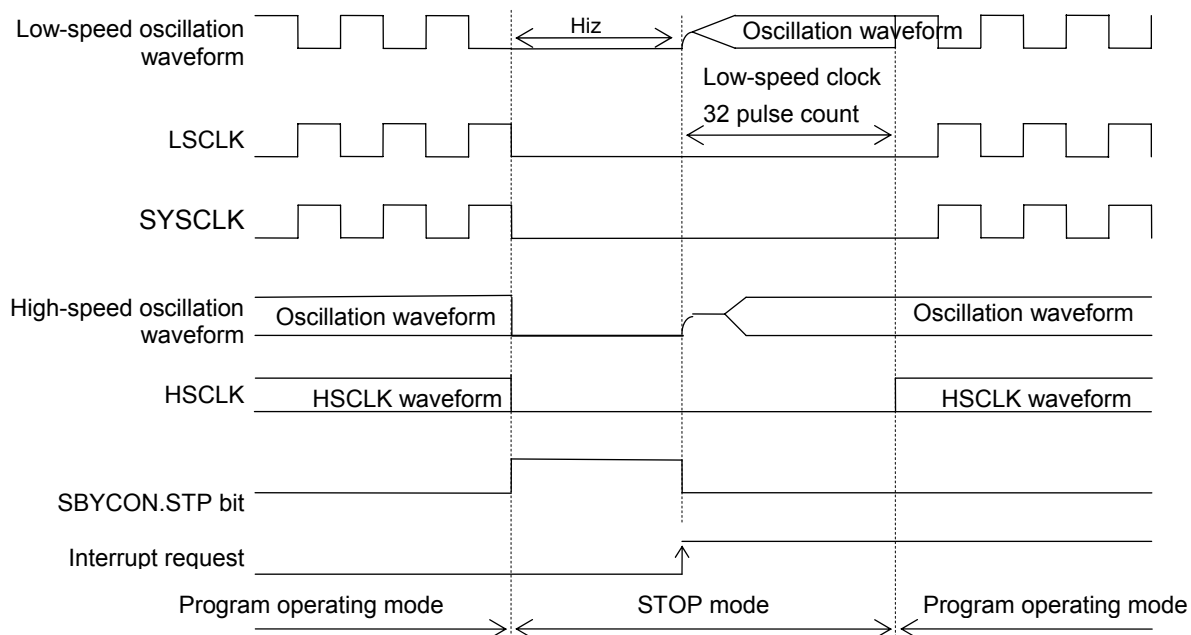 Low-speed oscillation
waveform
Hiz
Oscillation waveform
Low-speed clock
32 pulse count
LSCLK
SYSCLK
High-speed oscillation
waveform
Oscillation waveform
Oscillation waveform
HSCLK
HSCLK waveform
HSCLK waveform
SBYCON.STP bit
Interrupt request
Program operating mode
STOP mode
Program operating mode